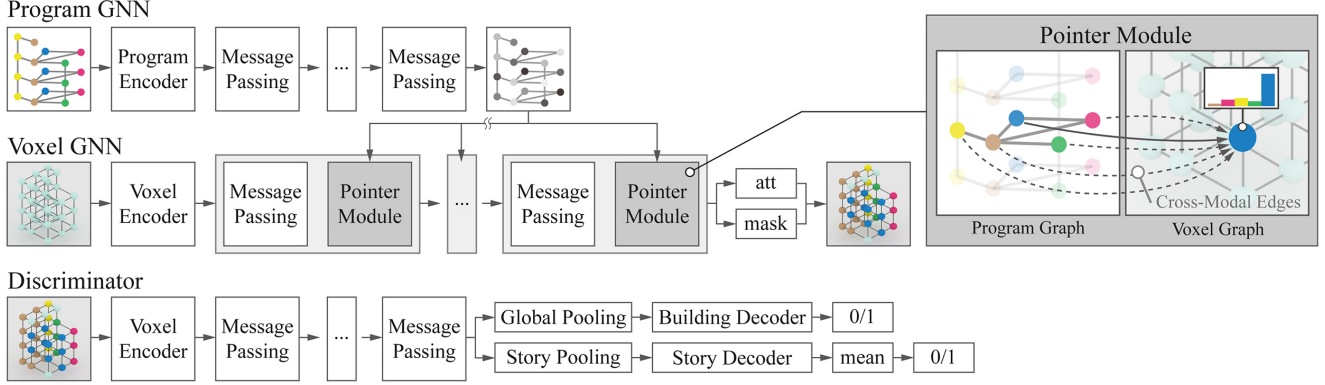 Program GNN
Program
Encoder
Message
Passing
...
Message
Passing
Voxel GNN
Voxel
Encoder
Message
Passing
Pointer
Module
...
Message
Passing
Pointer
Module
att
mask
Pointer Module
Cross-Modal Edges
Program Graph
Voxel Graph
Discriminator
Voxel
Encoder
Message
Passing
...
Message
Passing
Global Pooling
Building Decoder
0/1
Story Pooling
Story Decoder
mean
0/1